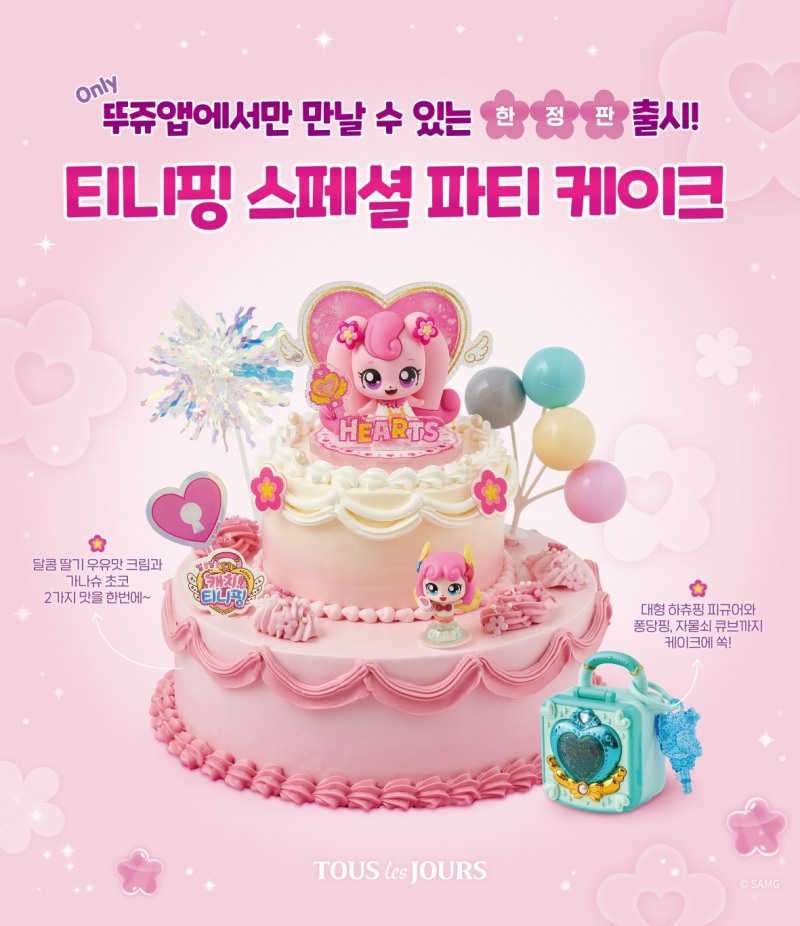 Only
뚜쥬앱에서만 만날 수 있는 한 정 판 출시!
티니핑 스페셜 파티 케이크
HEARTS
달콤 딸기 우유맛 크림과
가나슈 초코
2가지 맛을 한번에~
캐치!
티니핑
대형 하츄핑 피규어와
퐁당핑, 자물쇠 큐브까지
케이크에 쏙!
TOUS les JOURS
© SAMG